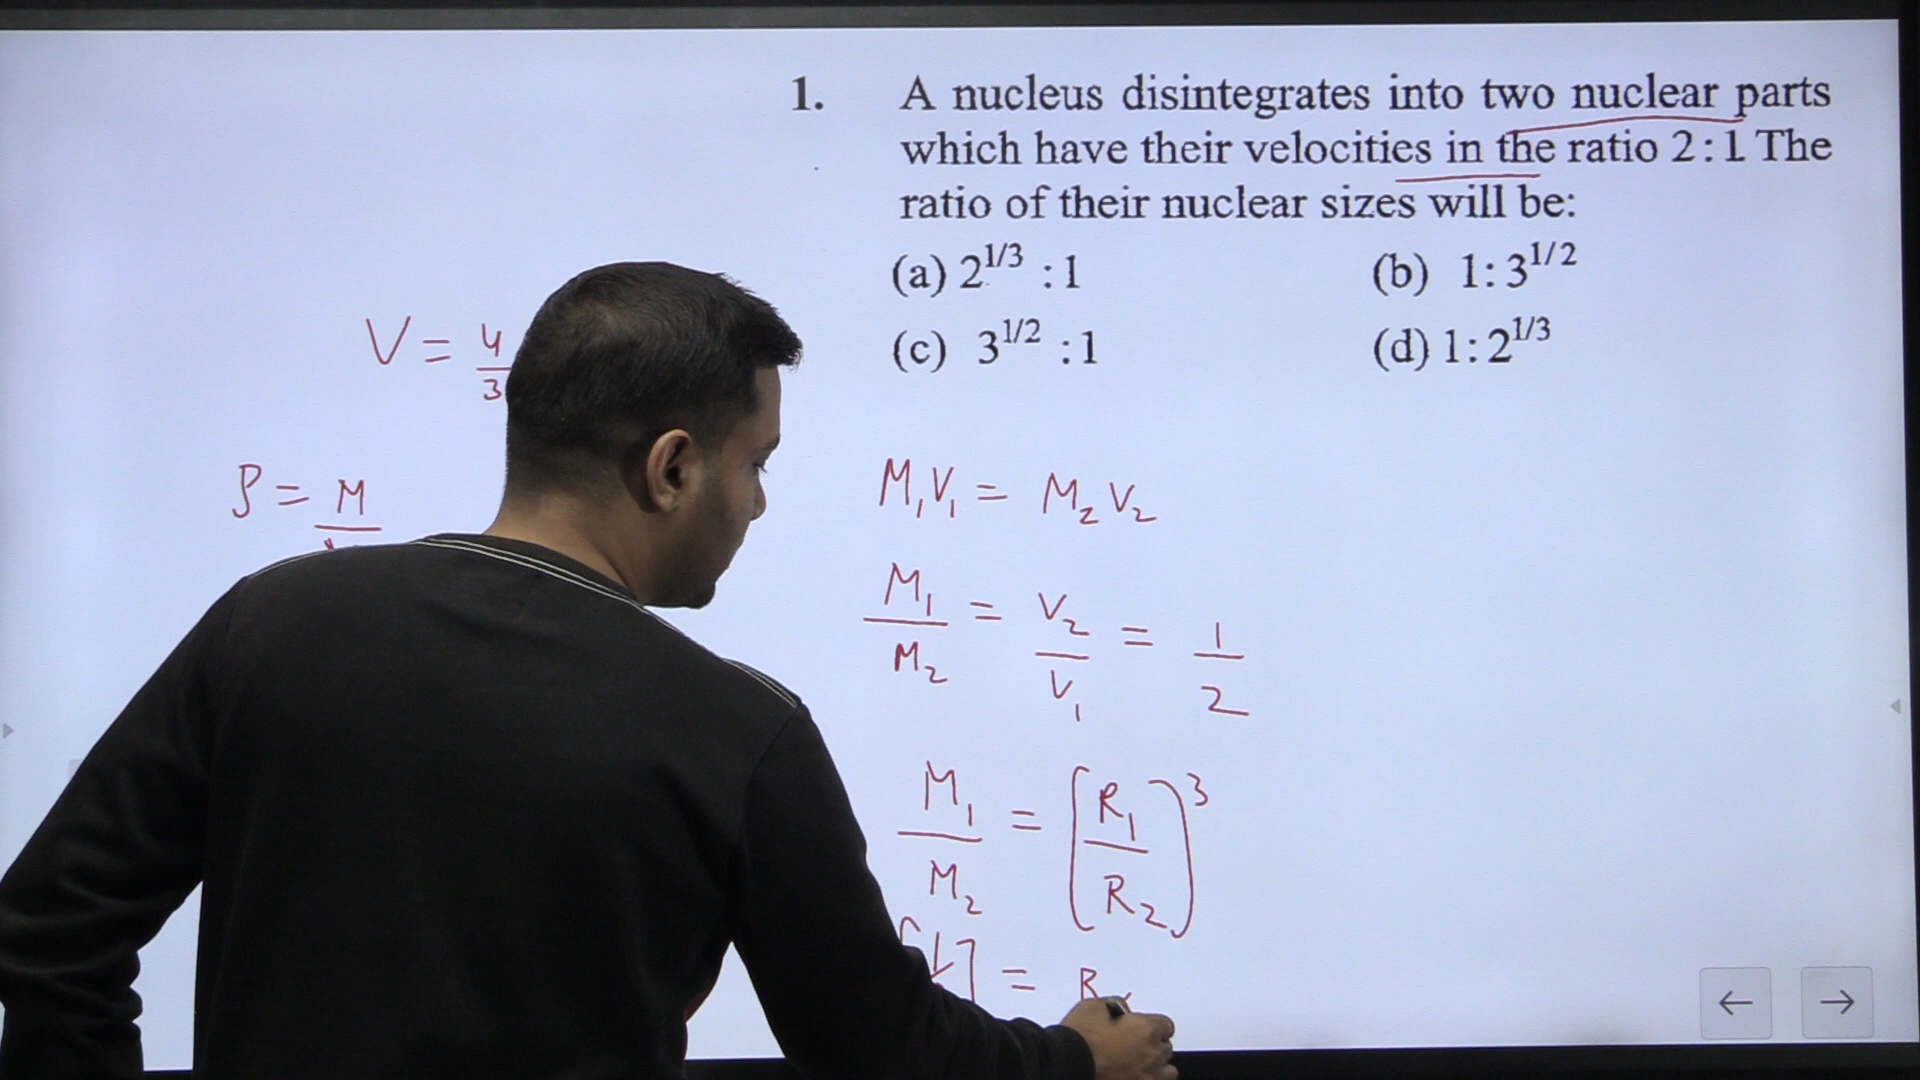 1. A nucleus disintegrates into two nuclear parts
which have their velocities in the ratio 2:1 The
ratio of their nuclear sizes will be:
(a) 2^{1/3} : 1 (b) 1:3^{1/2}
(c) 3^{1/2} : 1 (d) 1:2^{1/3}
V = 4/3
ρ = M
M₁V₁ = M₂V₂
M₁/M₂ = V₂/V₁ = 1/2
M₁/M₂ = [R₁/R₂]³
= R